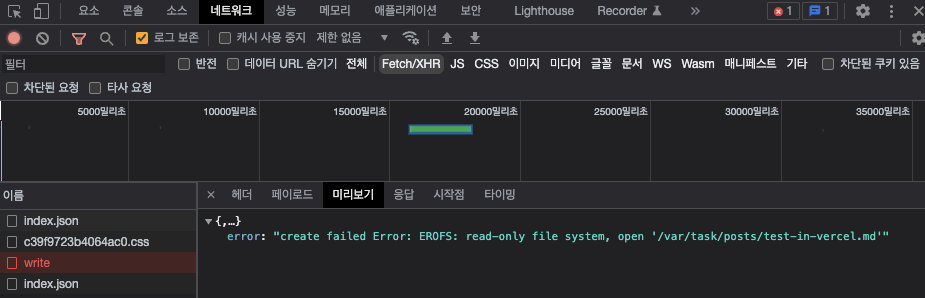 요소 콘솔 소스 네트워크 성능 메모리 애플리케이션 보안 Lighthouse Recorder 1 1
로그 보존 캐시 사용 중지 제한 없음
필터 반전 데이터 URL 숨기기 전체 Fetch/XHR JS CSS 이미지 미디어 글꼴 문서 WS Wasm 매니페스트 기타 차단된 쿠키 있음
차단된 요청 타사 요청
5000밀리초 10000밀리초 15000밀리초 20000밀리초 25000밀리초 30000밀리초 35000밀리초
이름 헤더 페이로드 미리보기 응답 시작점 타이밍
index.json {,…}
c39f9723b4064ac0.css error: "create failed Error: EROFS: read-only file system, open '/var/task/posts/test-in-vercel.md'"
write
index.json